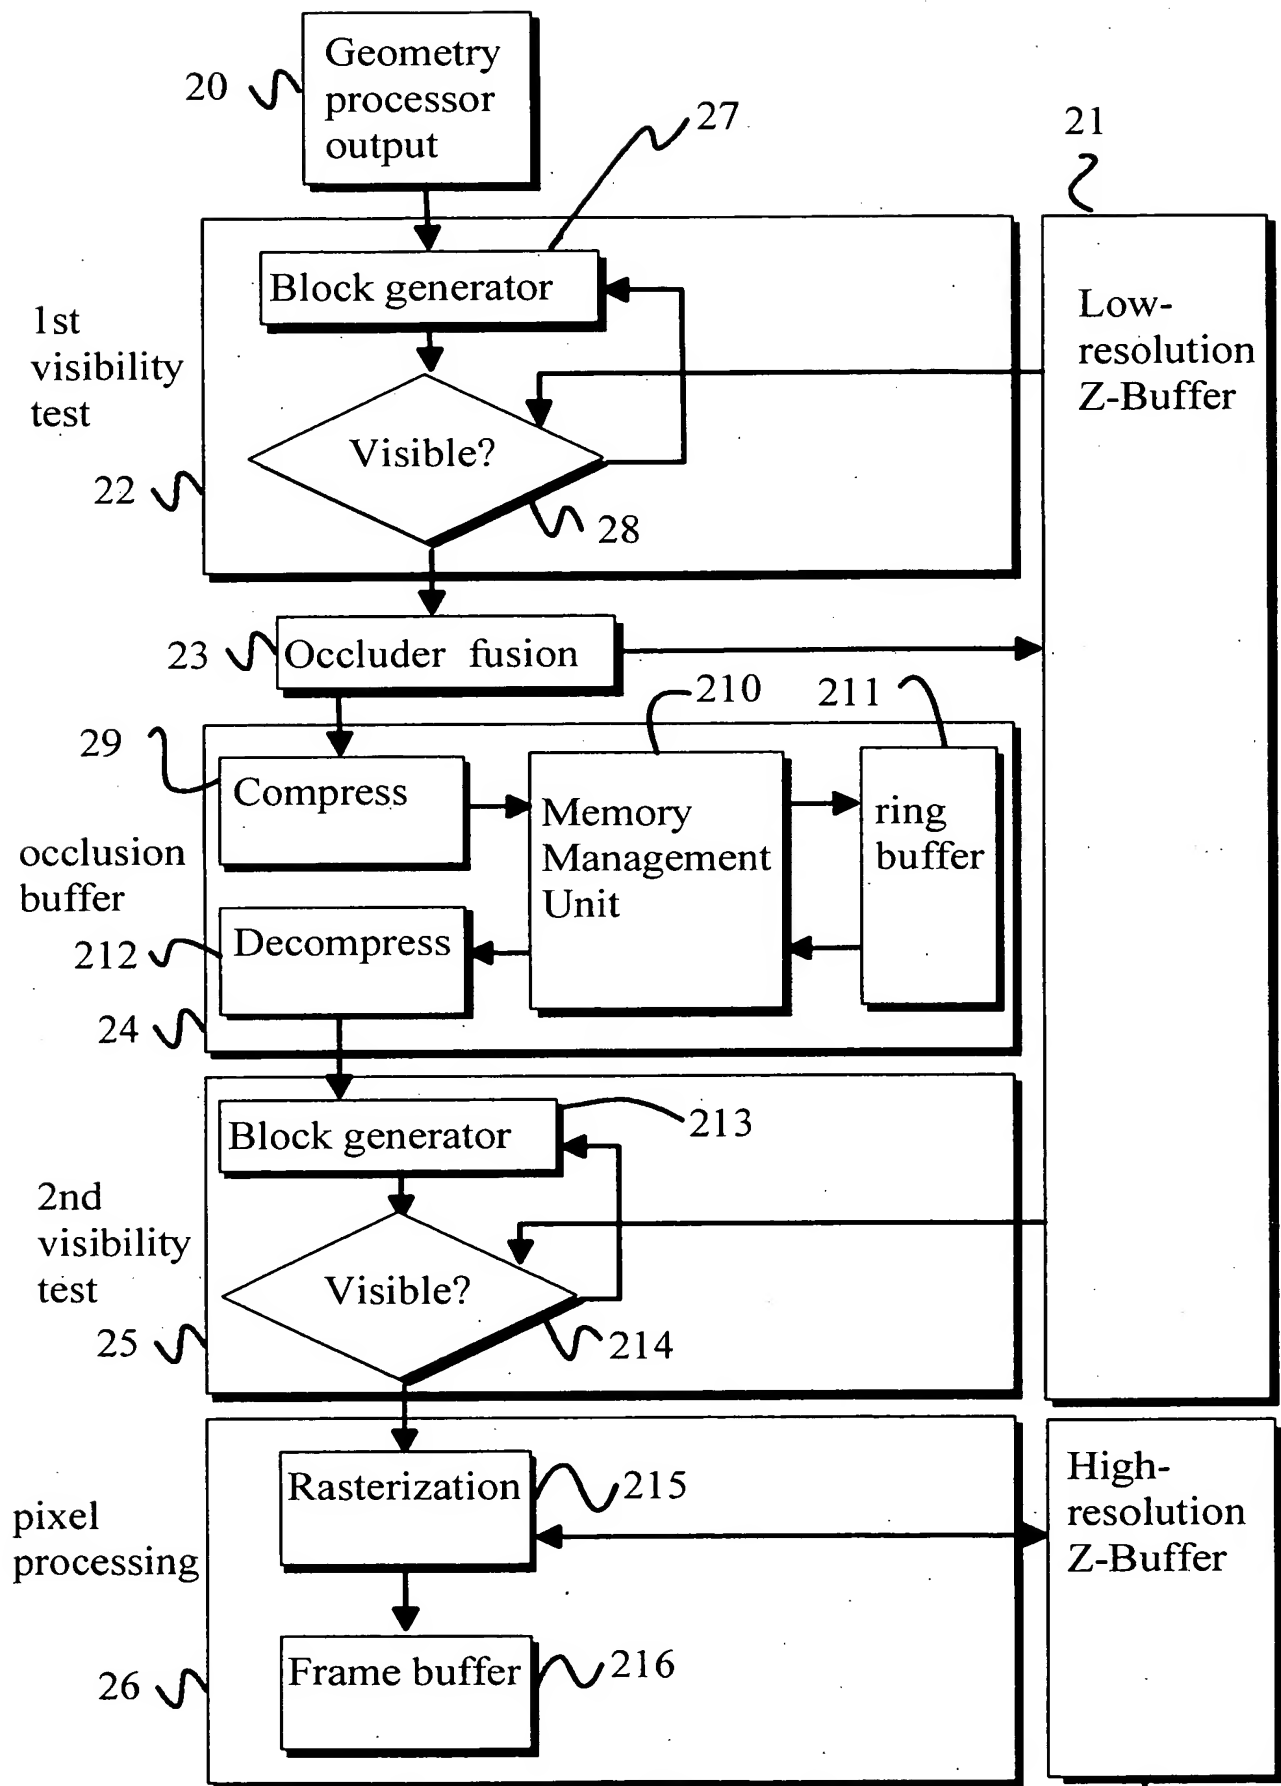 Geometry
processor
output
20
27
21
Block generator
1st
visibility
test
Low-
resolution
Z-Buffer
Visible?
22
28
23
Occluder fusion
210
211
29
Compress
Memory
Management
Unit
ring
buffer
occlusion
buffer
Decompress
212
24
Block generator
213
2nd
visibility
test
Visible?
25
214
Rasterization
215
High-
resolution
Z-Buffer
pixel
processing
Frame buffer
216
26